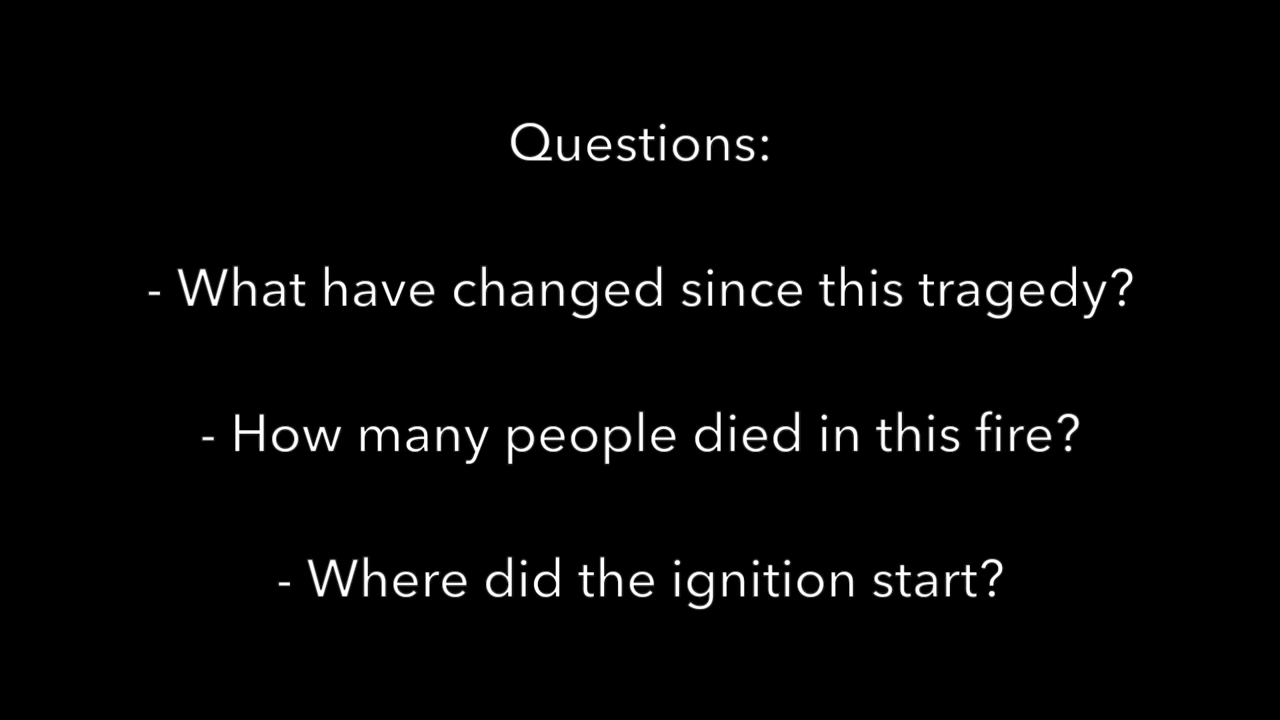 Questions:
- What have changed since this tragedy?
- How many people died in this fire?
- Where did the ignition start?